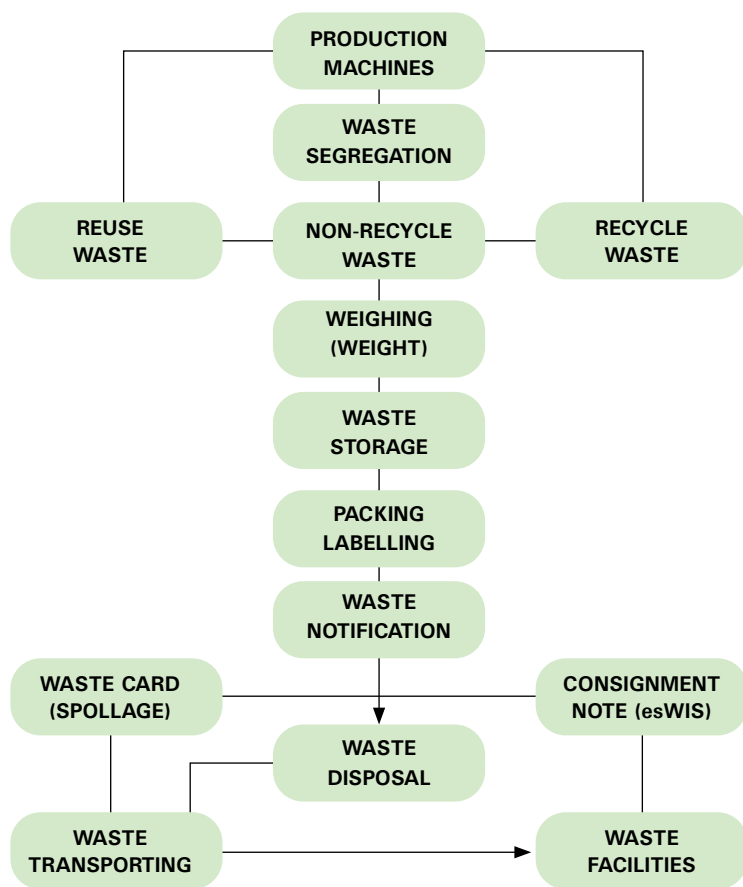 PRODUCTION
MACHINES
WASTE
SEGREGATION
REUSE
WASTE
NON-RECYCLE
WASTE
RECYCLE
WASTE
WEIGHING
(WEIGHT)
WASTE
STORAGE
PACKING
LABELLING
WASTE
NOTIFICATION
WASTE CARD
(SPOLLAGE)
CONSIGNMENT
NOTE (esWIS)
WASTE
DISPOSAL
WASTE
TRANSPORTING
WASTE
FACILITIES